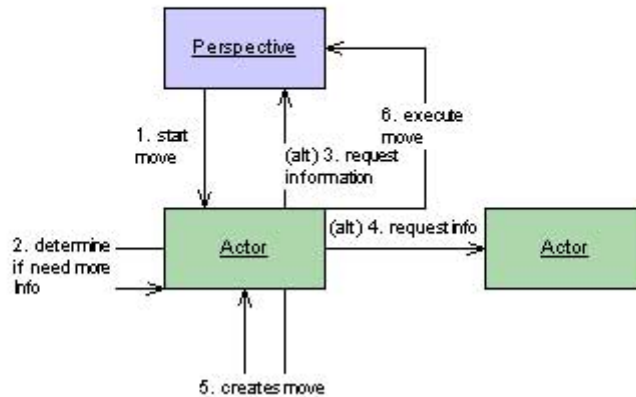 Perspective
1. start
move
(alt) 3. request
information
6. execute
move
2. determine
if need more
Info
Actor
(alt) 4. request info
Actor
5. creates move